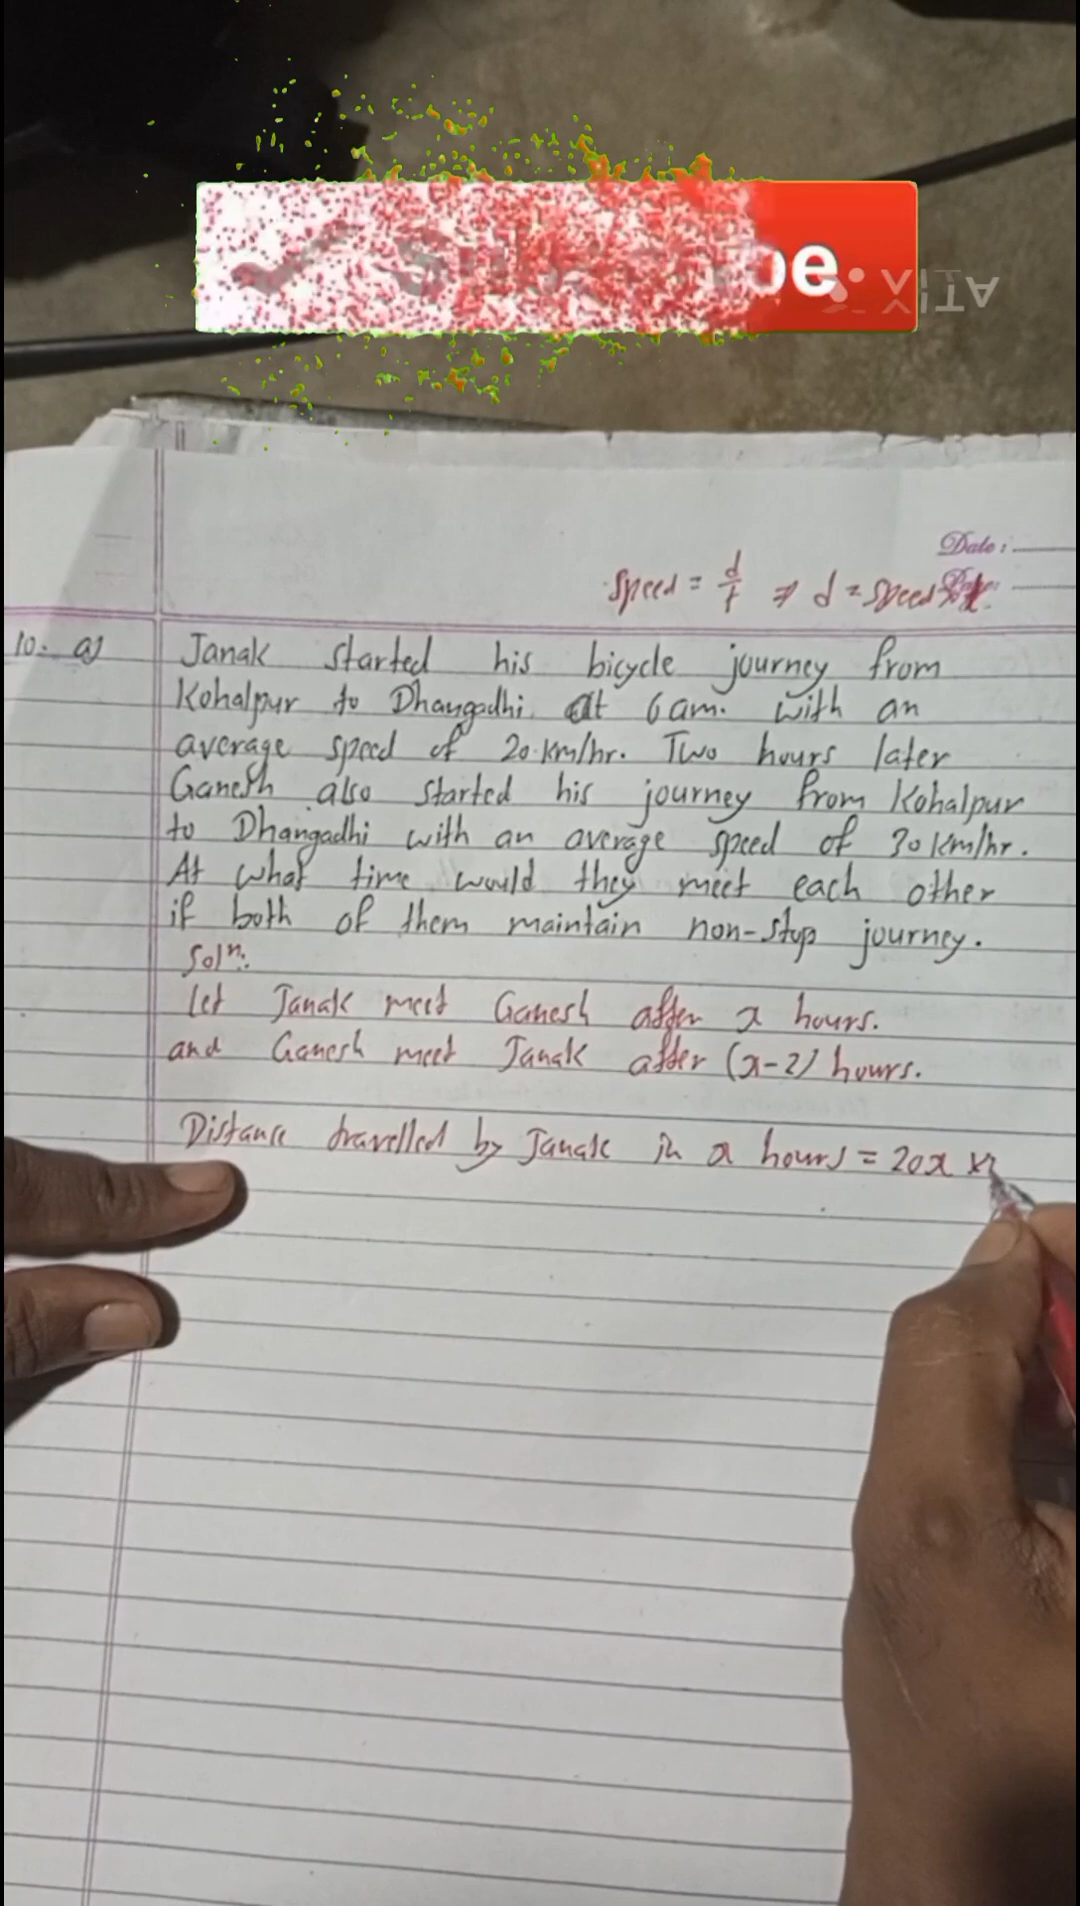 be
VITA
Date:
Speed = d/t ⇒ d = speed × t.
10. a) Janak started his bicycle journey from
Kohalpur to Dhangadhi. At 6 am. with an
average speed of 20 km/hr. Two hours later
Ganesh also started his journey from Kohalpur
to Dhangadhi with an average speed of 30 km/hr.
At what time would they meet each other
if both of them maintain non-stop journey.
Solⁿ:
Let Janak meet Ganesh after x hours.
and Ganesh meet Janak after (x-2) hours.
Distance travelled by Janak in x hours = 20x